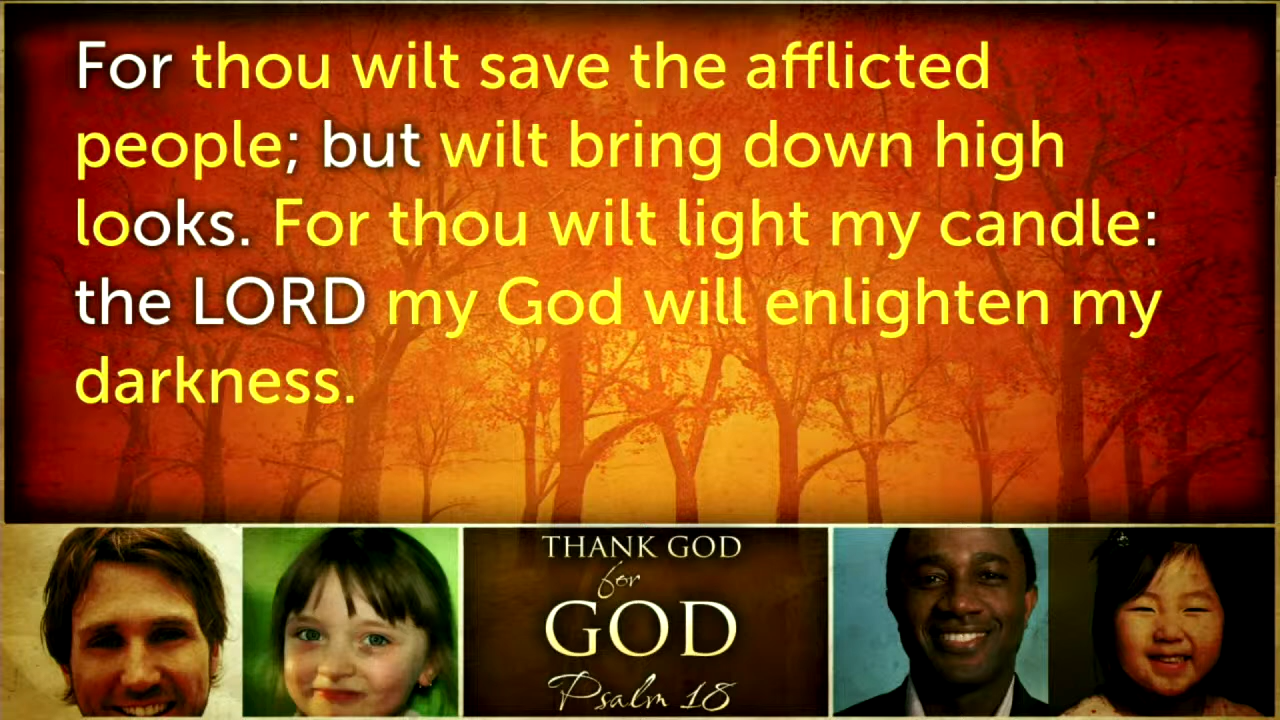 For thou wilt save the afflicted
people; but wilt bring down high
looks. For thou wilt light my candle:
the LORD my God will enlighten my
darkness.
THANK GOD
for
GOD
Psalm 18